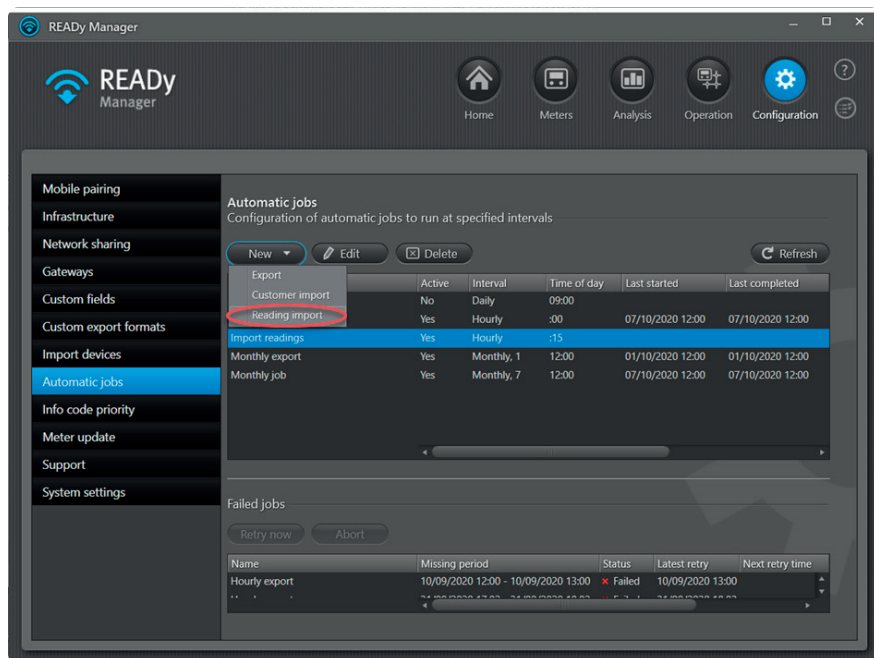 READy Manager
READy
Manager
Home
Meters
Analysis
Operation
Configuration
Mobile pairing
Infrastructure
Network sharing
Gateways
Custom fields
Custom export formats
Import devices
Automatic jobs
Info code priority
Meter update
Support
System settings
Automatic jobs
Configuration of automatic jobs to run at specified intervals
New Edit Delete Refresh
Export
Customer import
Reading import
Active Interval Time of day Last started Last completed
No Daily 09:00
Yes Hourly :00 07/10/2020 12:00 07/10/2020 12:00
Import readings Yes Hourly :15
Monthly export Yes Monthly, 1 12:00 01/10/2020 12:00 01/10/2020 12:00
Monthly job Yes Monthly, 7 12:00 07/10/2020 12:00 07/10/2020 12:00
Failed jobs
Retry now Abort
Name Missing period Status Latest retry Next retry time
Hourly export 10/09/2020 12:00 - 10/09/2020 13:00 Failed 10/09/2020 13:00